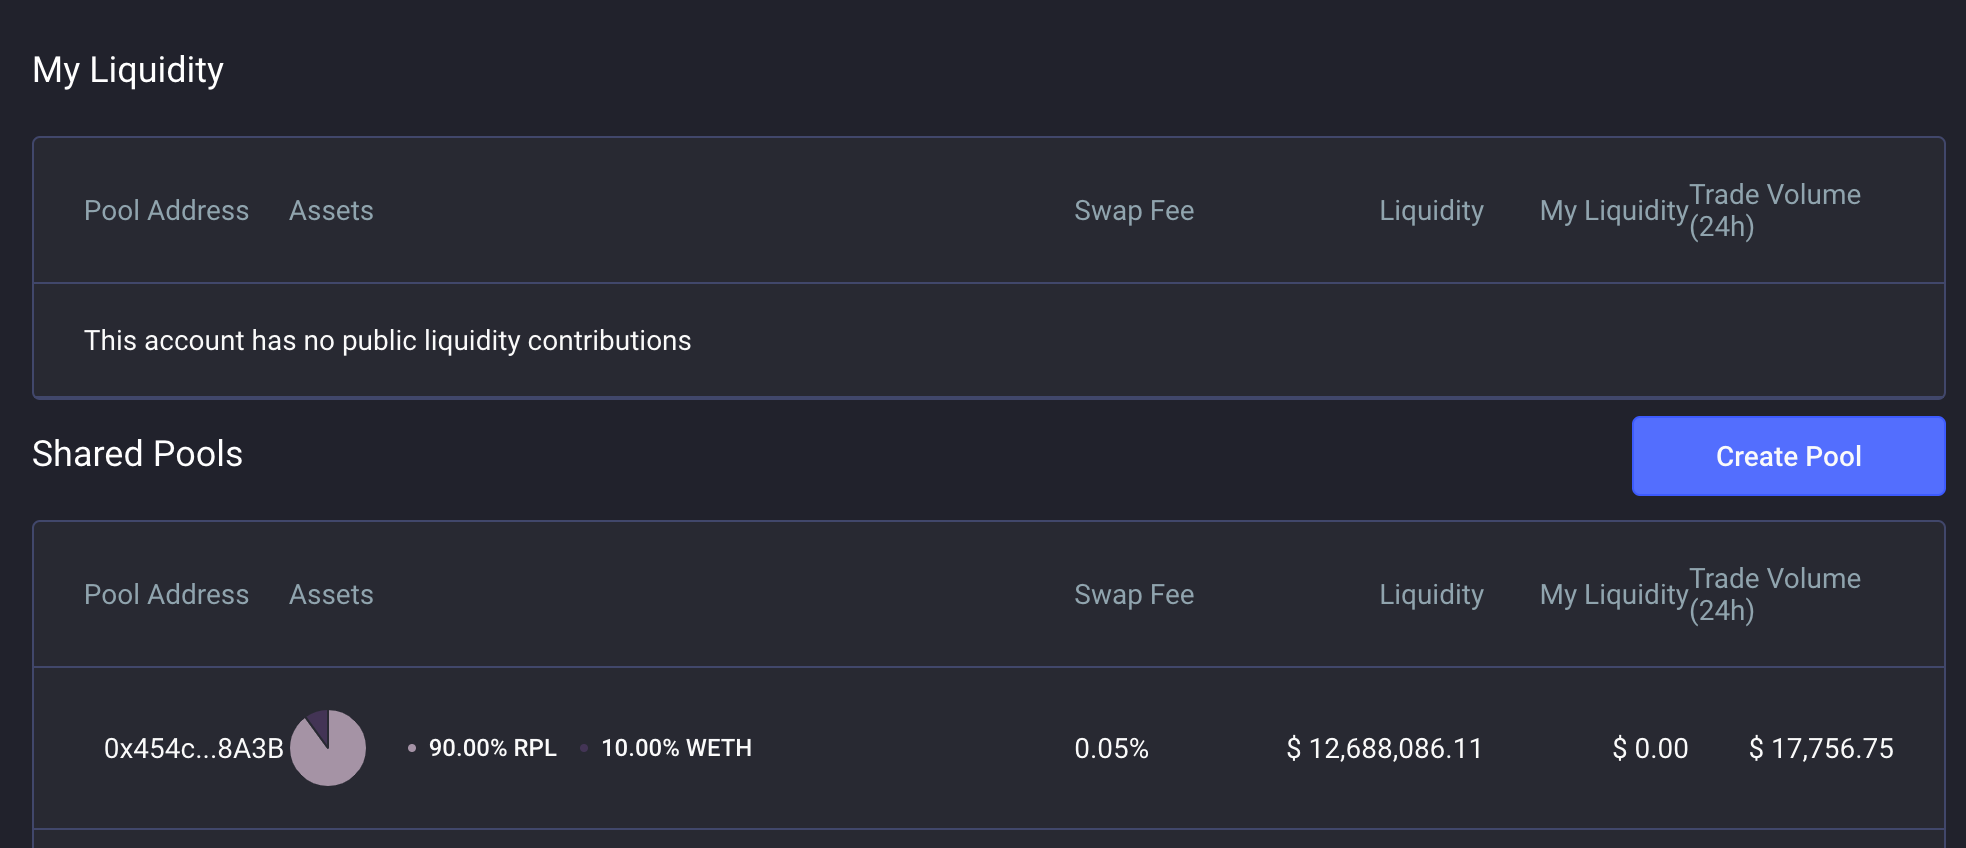 My Liquidity
Pool Address Assets Swap Fee Liquidity My Liquidity Trade Volume (24h)
This account has no public liquidity contributions
Shared Pools
Create Pool
Pool Address Assets Swap Fee Liquidity My Liquidity Trade Volume (24h)
0x454c...8A3B • 90.00% RPL • 10.00% WETH 0.05% $ 12,688,086.11 $ 0.00 $ 17,756.75